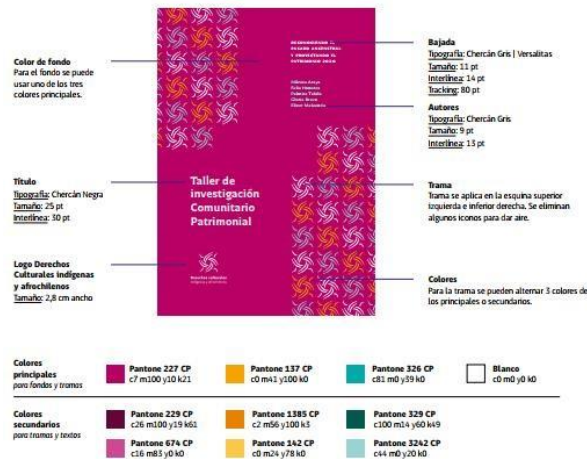 Color de fondo
Para el fondo se puede
usar uno de los tres
colores principales.
Título
Tipografía: Chercán Negra
Tamaño: 25 pt
Interlínea: 30 pt
Logo Derechos
Culturales indígenas
y afrochilenos
Tamaño: 2,8 cm ancho
PASADO ANCESTRAL
PATRIMONIO
Taller de
investigación
Comunitario
Patrimonial
Derechos culturales
Bajada
Tipografía: Chercán Gris | Versalitas
Tamaño: 11 pt
Interlínea: 14 pt
Tracking: 80 pt
Autores
Tipografía: Chercán Gris
Tamaño: 9 pt
Interlínea: 13 pt
Trama
Trama se aplica en la esquina superior
izquierda e inferior derecha. Se eliminan
algunos iconos para dar aire.
Colores
Para la trama se pueden alternar 3 colores de
los principales o secundarios.
Colores
principales
para fondos y tramas
Pantone 227 CP
c7 m100 y10 k21
Pantone 137 CP
c0 m41 y100 k0
Pantone 326 CP
c81 m0 y39 k0
Blanco
c0 m0 y0 k0
Colores
secundarios
para tramas y textos
Pantone 229 CP
c26 m100 y19 k61
Pantone 1385 CP
c2 m56 y100 k3
Pantone 329 CP
c100 m14 y60 k49
Pantone 674 CP
c16 m83 y0 k0
Pantone 142 CP
c0 m24 y78 k0
Pantone 3242 CP
c44 m0 y20 k0